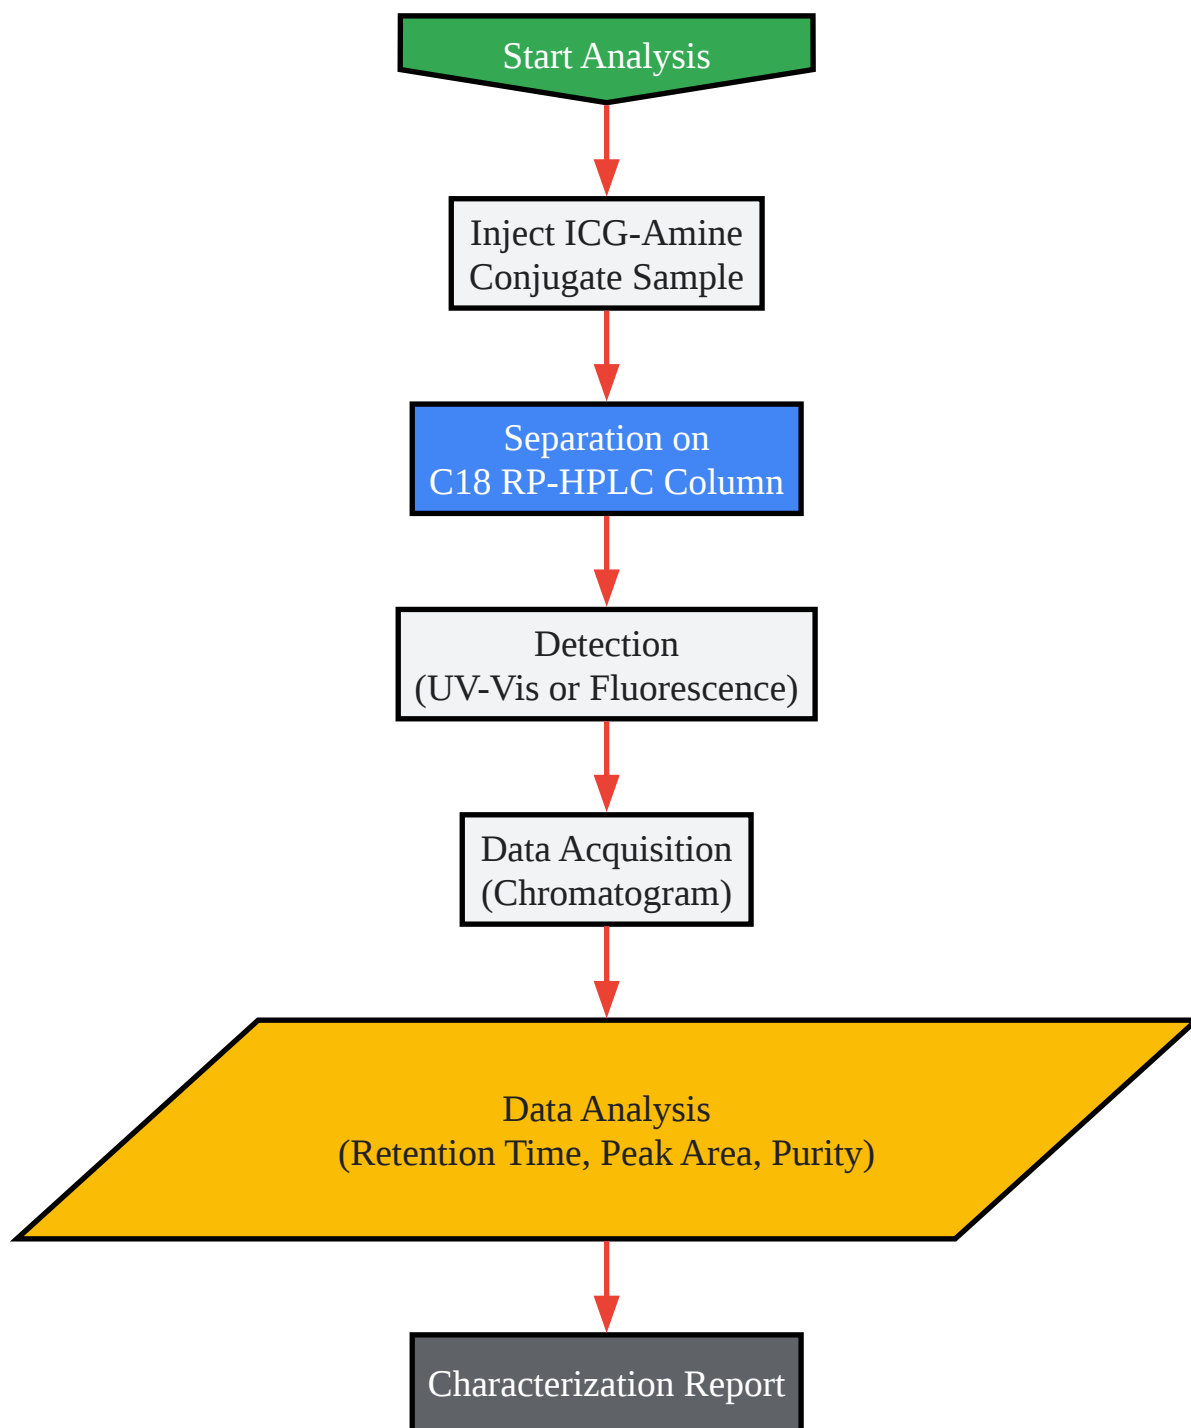 Start Analysis
Inject ICG-Amine
Conjugate Sample
Separation on
C18 RP-HPLC Column
Detection
(UV-Vis or Fluorescence)
Data Acquisition
(Chromatogram)
Data Analysis
(Retention Time, Peak Area, Purity)
Characterization Report